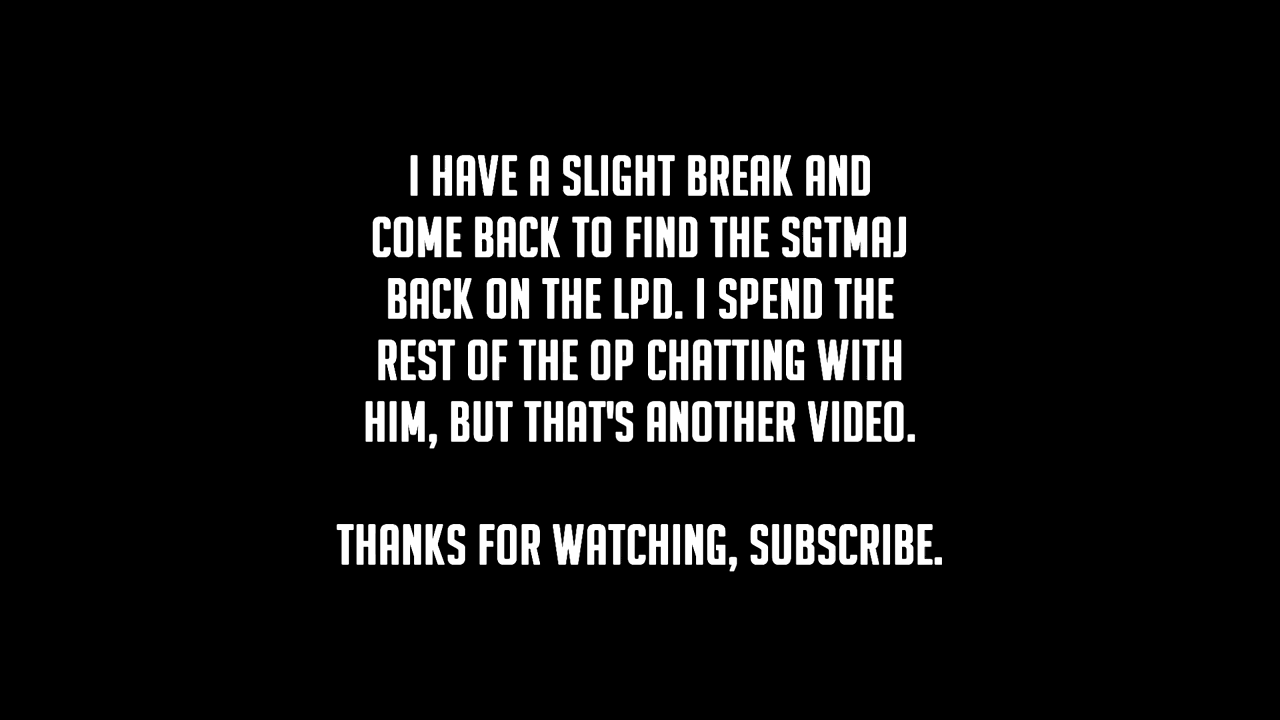 I HAVE A SLIGHT BREAK AND
COME BACK TO FIND THE SGTMAJ
BACK ON THE LPD. I SPEND THE
REST OF THE OP CHATTING WITH
HIM, BUT THAT'S ANOTHER VIDEO.
THANKS FOR WATCHING, SUBSCRIBE.